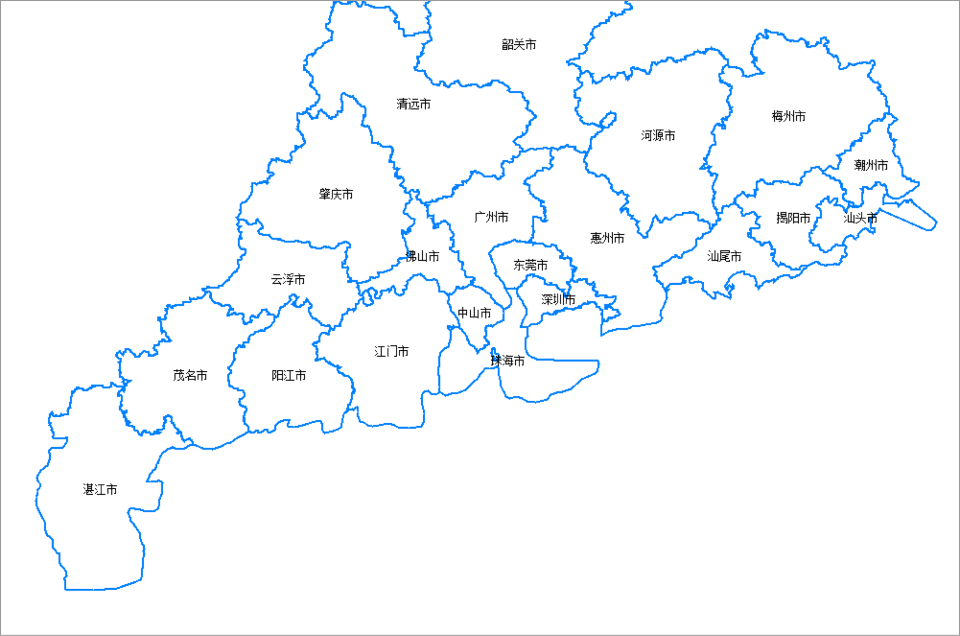 韶关市
清远市
梅州市
河源市
潮州市
肇庆市
广州市
揭阳市
汕头市
惠州市
佛山市
汕尾市
东莞市
云浮市
深圳市
中山市
江门市
珠海市
茂名市
阳江市
湛江市